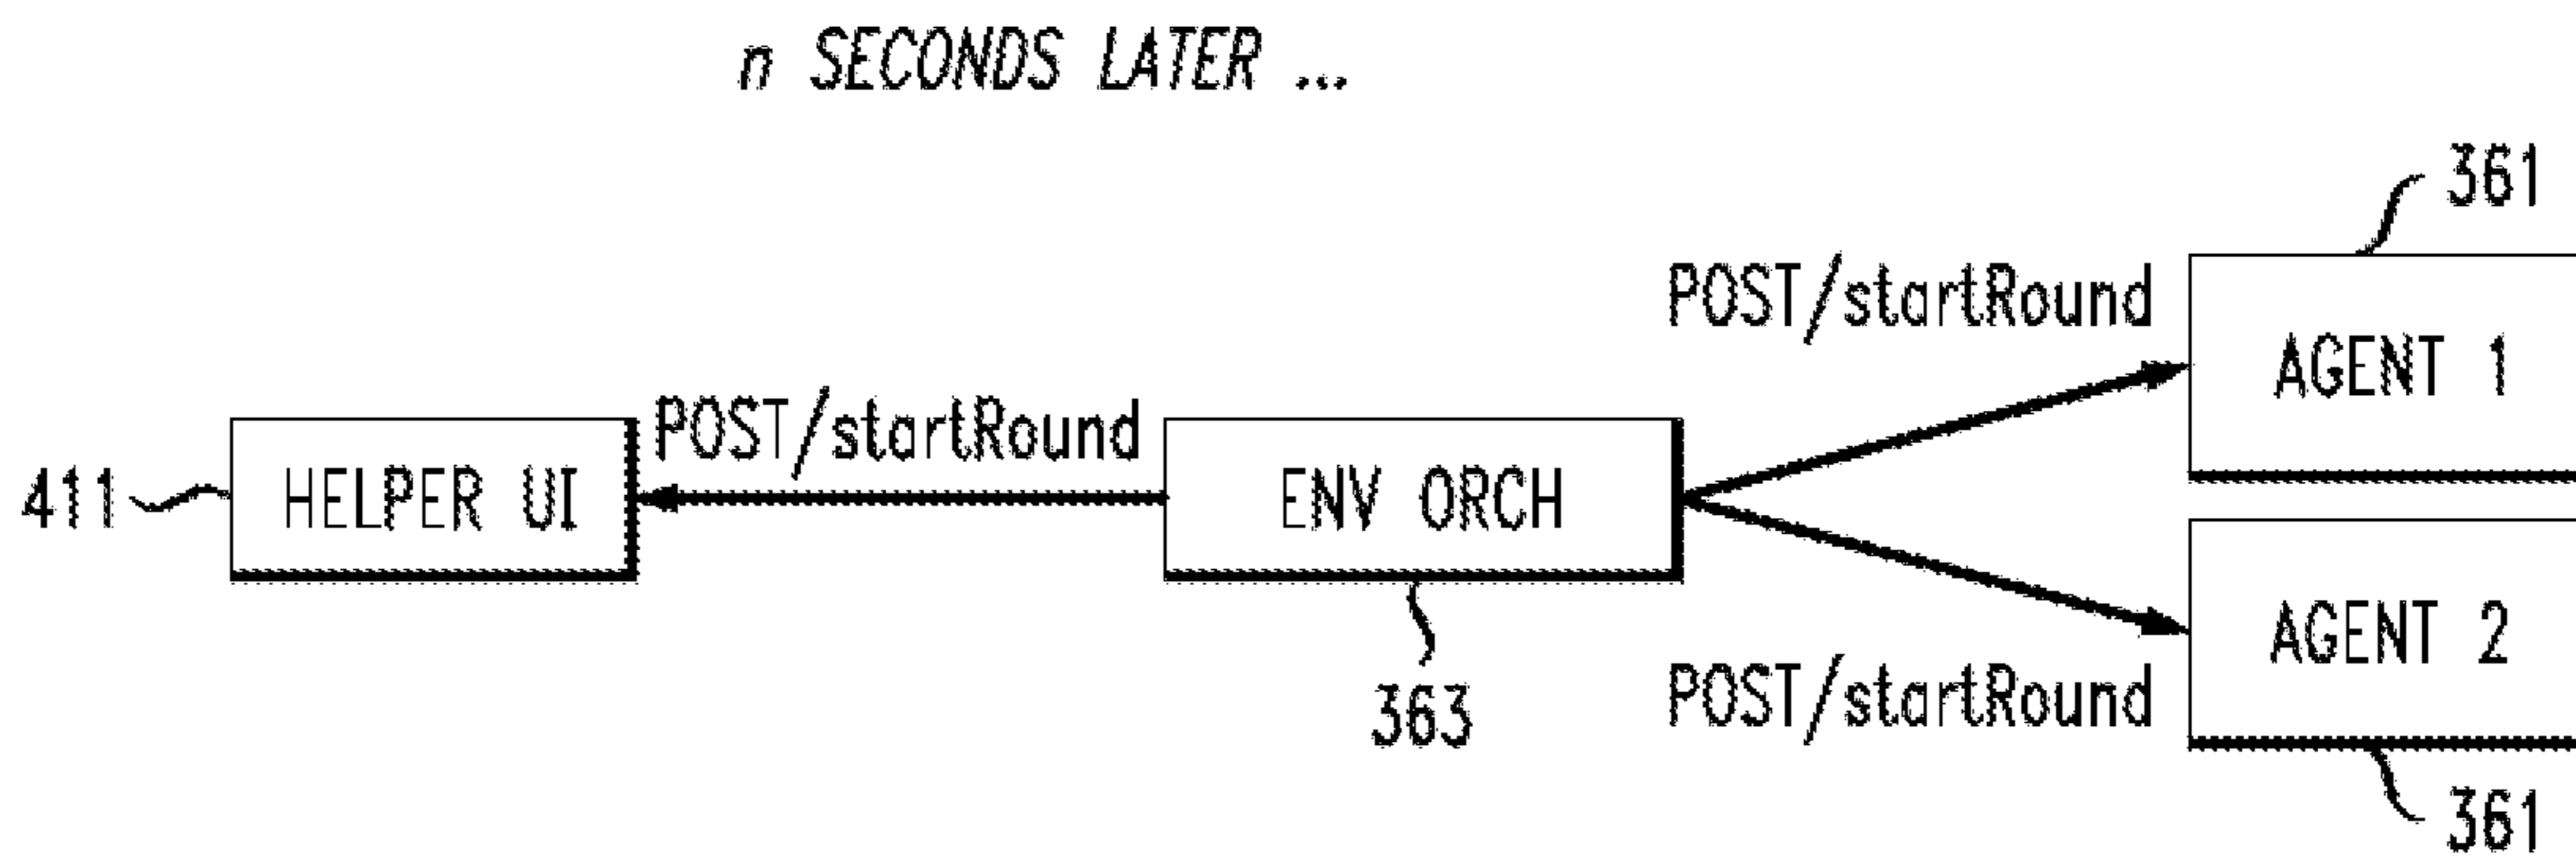 n SECONDS LATER ...
361
POST/startRound
AGENT 1
POST/startRound
411
HELPER UI
ENV ORCH
AGENT 2
POST/startRound
363
361